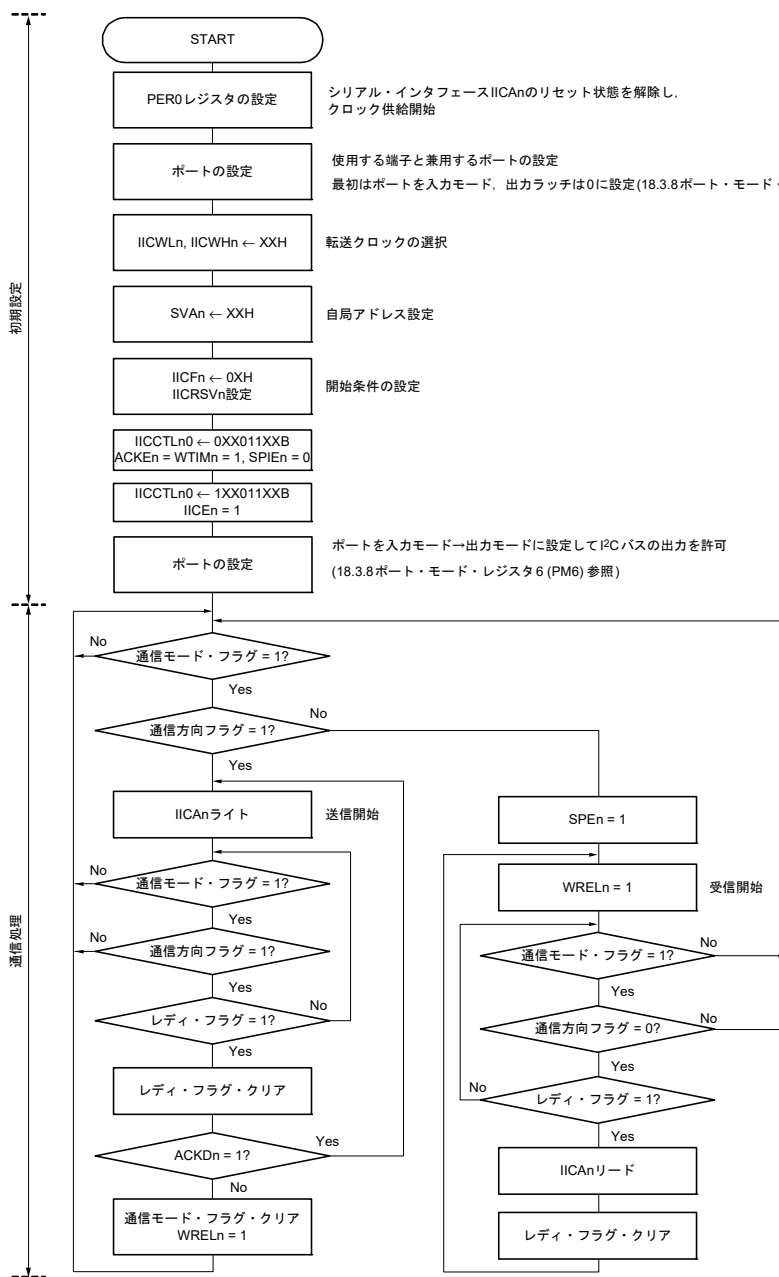 START
PER0レジスタの設定
シリアル・インタフェースIICAnのリセット状態を解除し，
クロック供給開始
ポートの設定
使用する端子と兼用するポートの設定
最初はポートを入力モード，出力ラッチは0に設定(18.3.8ポート・モード・
IICWLn, IICWHn ← XXH
転送クロックの選択
SVAn ← XXH
自局アドレス設定
IICFn ← 0XH
IICRSVn設定
開始条件の設定
IICCTLn0 ← 0XX011XXB
ACKEn = WTIMn = 1, SPIEn = 0
IICCTLn0 ← 1XX011XXB
IICEn = 1
ポートの設定
ポートを入力モード→出力モードに設定してI2Cバスの出力を許可
(18.3.8ポート・モード・レジスタ6 (PM6) 参照)
初期設定
No
通信モード・フラグ = 1?
Yes
No
通信方向フラグ = 1?
Yes
IICAnライト
送信開始
No
通信モード・フラグ = 1?
Yes
No
通信方向フラグ = 1?
Yes
No
レディ・フラグ = 1?
Yes
レディ・フラグ・クリア
Yes
ACKDn = 1?
No
通信モード・フラグ・クリア
WRELn = 1
通信処理
SPEn = 1
WRELn = 1
受信開始
通信モード・フラグ = 1?
No
Yes
通信方向フラグ = 0?
No
Yes
No
レディ・フラグ = 1?
Yes
IICAnリード
レディ・フラグ・クリア